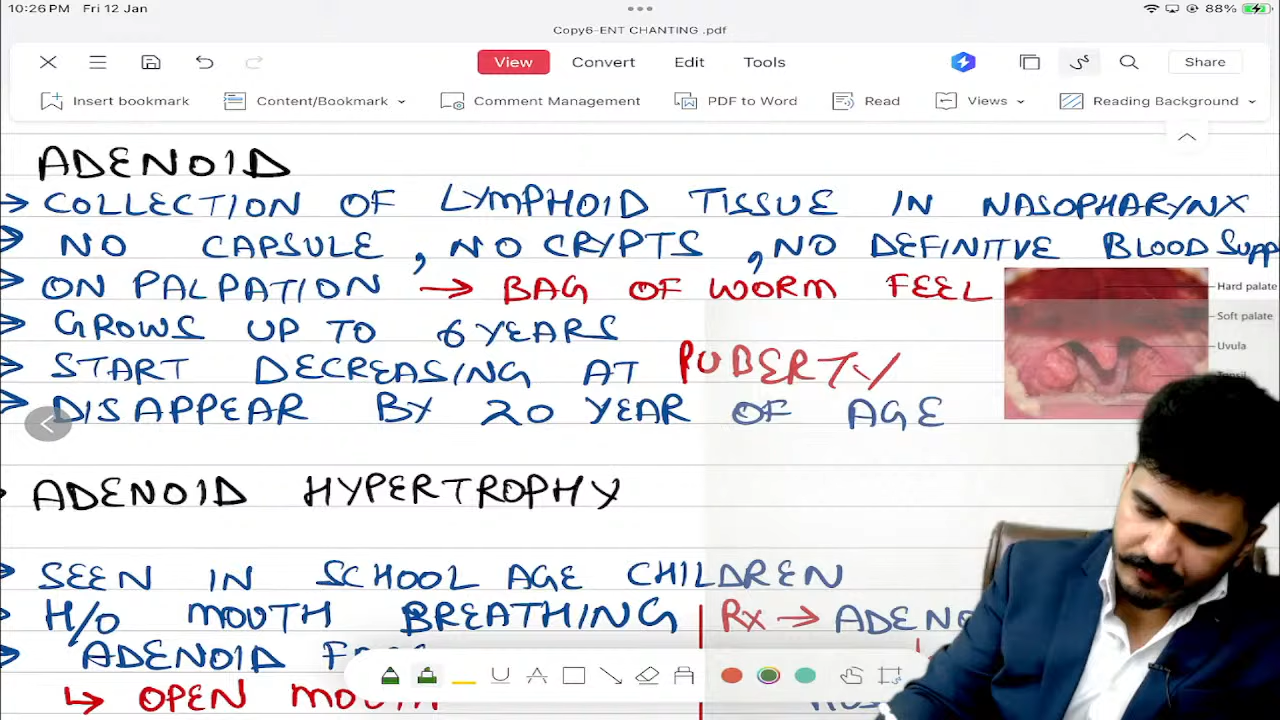 10:26 PM Fri 12 Jan
88%
Copy6-ENT CHANTING .pdf
View Convert Edit Tools Share
Insert bookmark Content/Bookmark Comment Management PDF to Word Read Views Reading Background
ADENOID
→ COLLECTION OF LYMPHOID TISSUE IN NASOPHARYNX
NO CAPSULE, NO CRYPTS, NO DEFINITVE BLOOD SUPP
ON PALPATION → BAG OF WORM FEEL
Hard palate
Soft palate
Uvula
GROWS UP TO 6 YEARS
START DECREASING AT PUBERTY
DISAPPEAR BY 20 YEAR OF AGE
ADENOID HYPERTROPHY
SEEN IN SCHOOL AGE CHILDREN
H/O MOUTH BREATHING
Rx → ADENO
ADENOID
↳ OPEN MOUTH